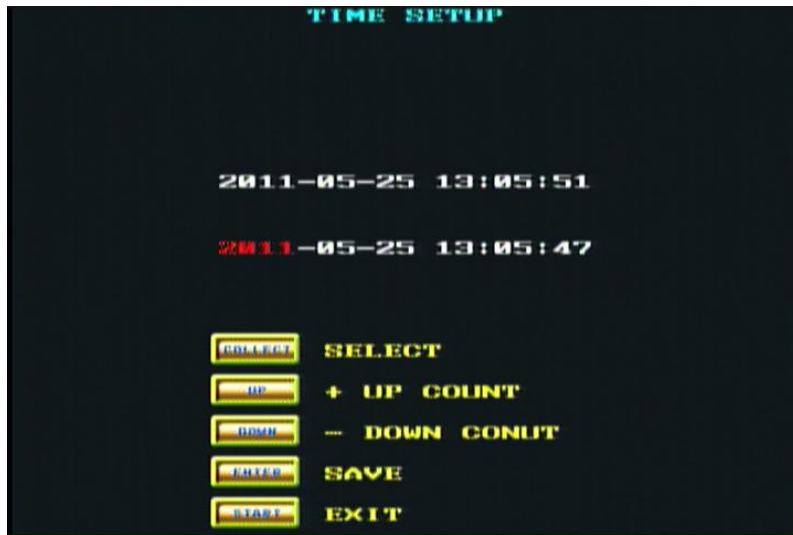 TIME SETUP
2011-05-25 13:05:51
2011-05-25 13:05:47
COLLECT SELECT
UP + UP COUNT
DOWN - DOWN CONUT
ENTER SAVE
START EXIT